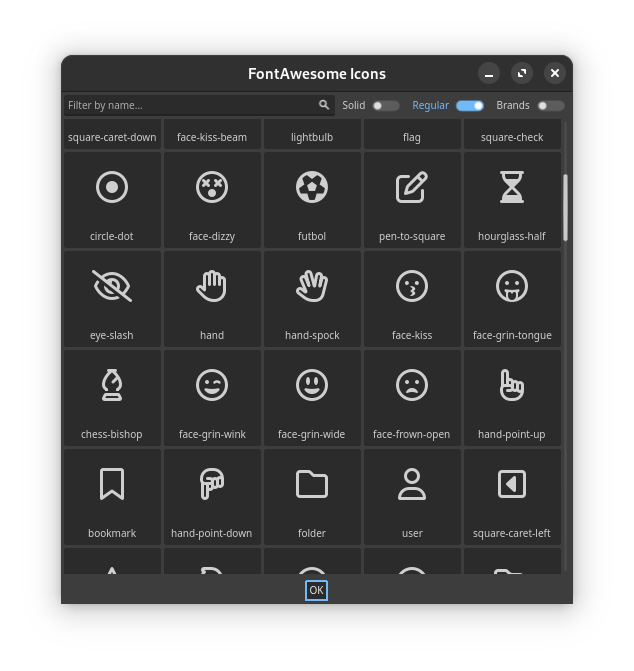 FontAwesome Icons
Filter by name... Solid Regular Brands
square-caret-down face-kiss-beam lightbulb flag square-check
circle-dot face-dizzy futbol pen-to-square hourglass-half
eye-slash hand hand-spock face-kiss face-grin-tongue
chess-bishop face-grin-wink face-grin-wide face-frown-open hand-point-up
bookmark hand-point-down folder user square-caret-left
OK